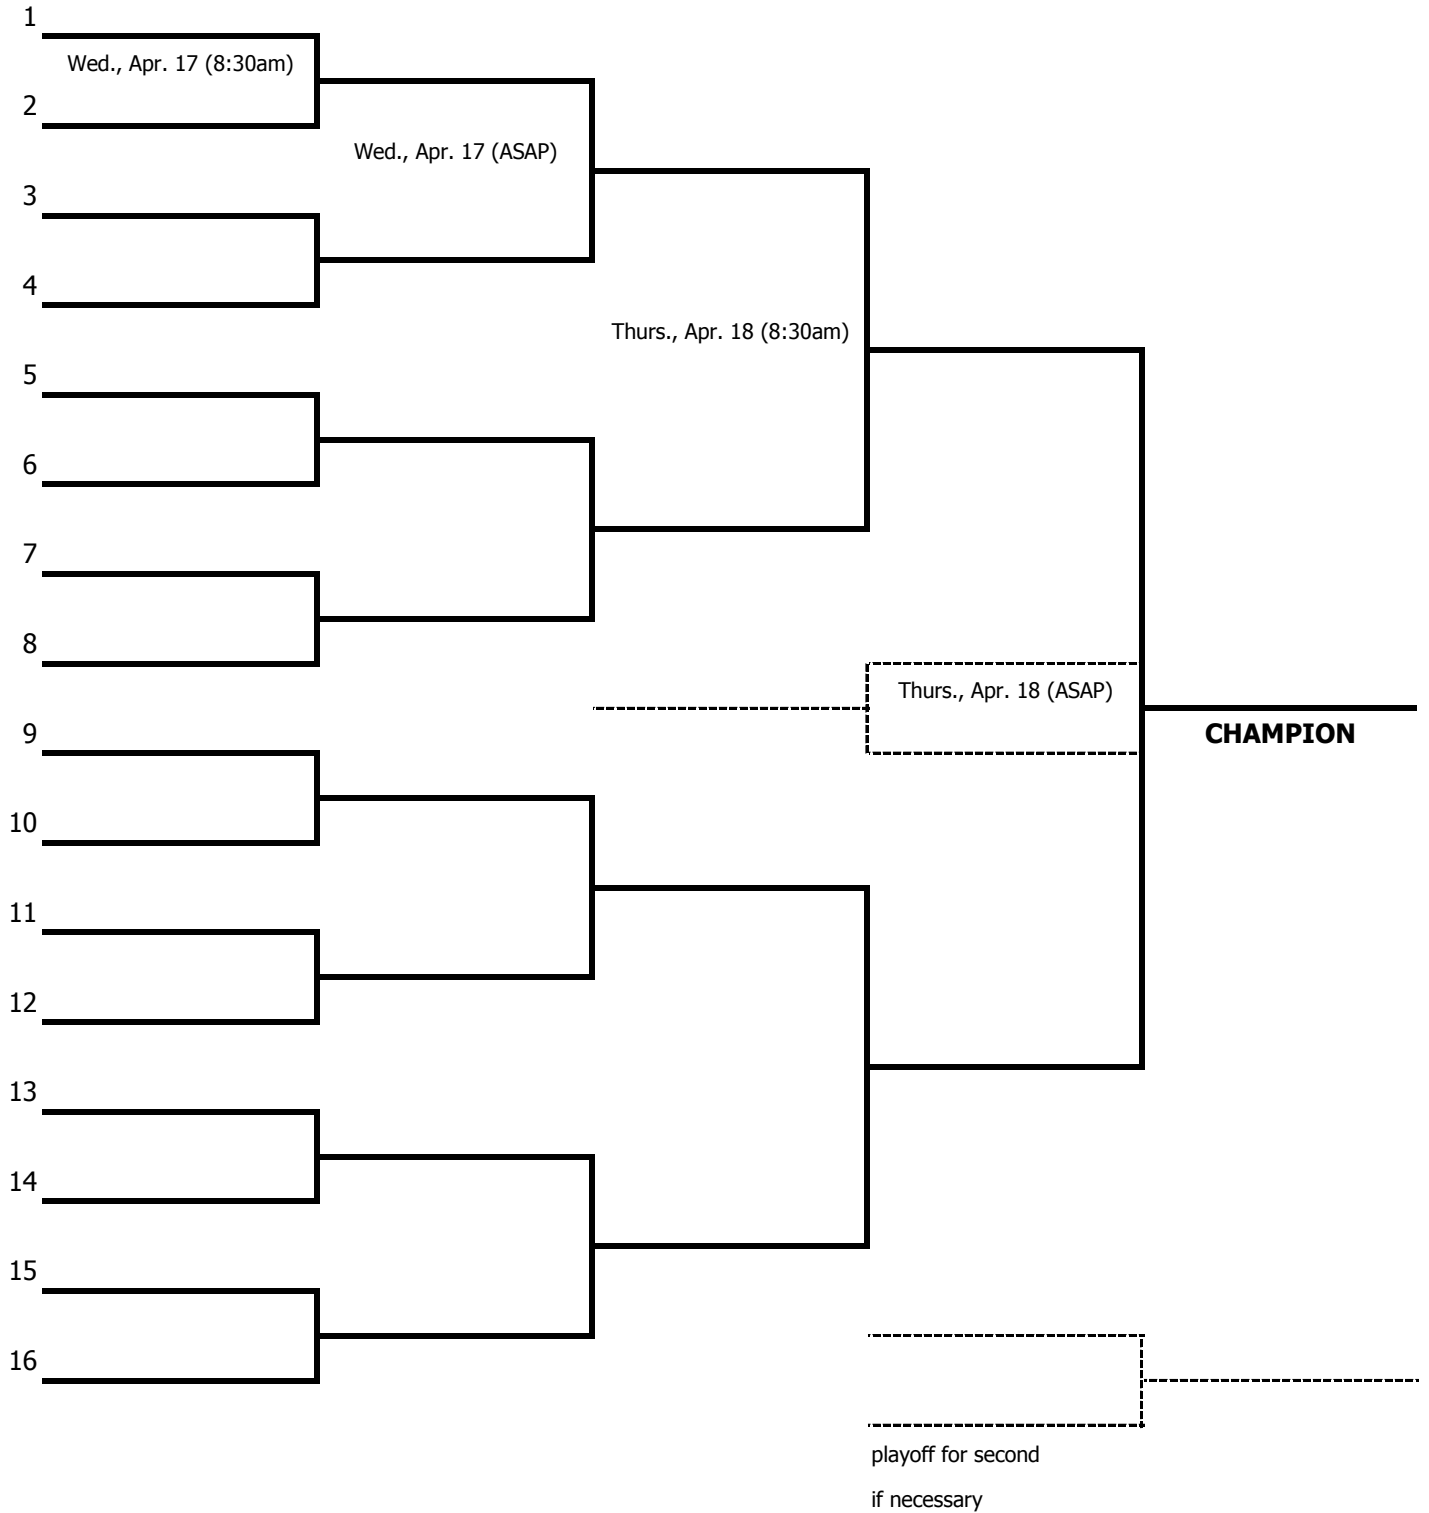 1
Wed., Apr. 17 (8:30am)
2
Wed., Apr. 17 (ASAP)
3
4
Thurs., Apr. 18 (8:30am)
5
6
7
8
Thurs., Apr. 18 (ASAP)
9
CHAMPION
10
11
12
13
14
15
16
playoff for second
if necessary